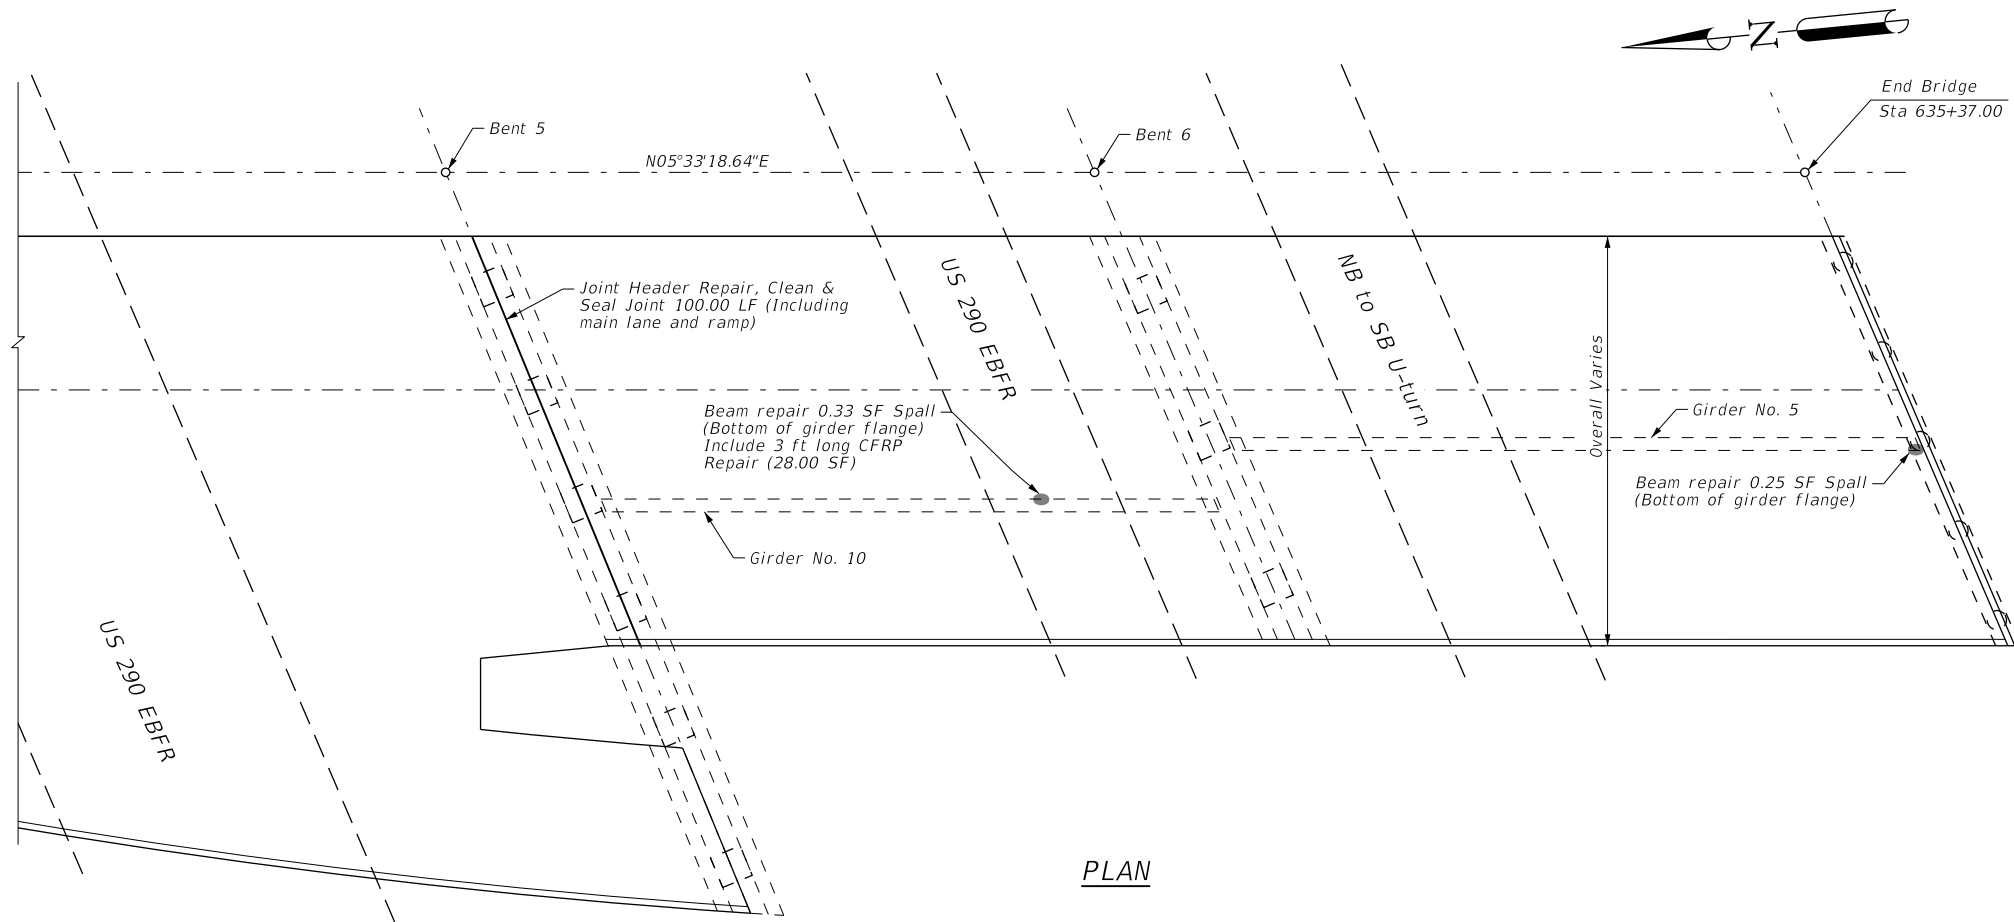 N
End Bridge
Sta 635+37.00
Bent 5
Bent 6
N05°33'18.64"E
Joint Header Repair, Clean &
Seal Joint 100.00 LF (Including
main lane and ramp)
US 290 EBFR
NB to SB U-turn
Overall Varies
Beam repair 0.33 SF Spall
(Bottom of girder flange)
Include 3 ft long CFRP
Repair (28.00 SF)
Girder No. 5
Beam repair 0.25 SF Spall
(Bottom of girder flange)
Girder No. 10
US 290 EBFR
PLAN